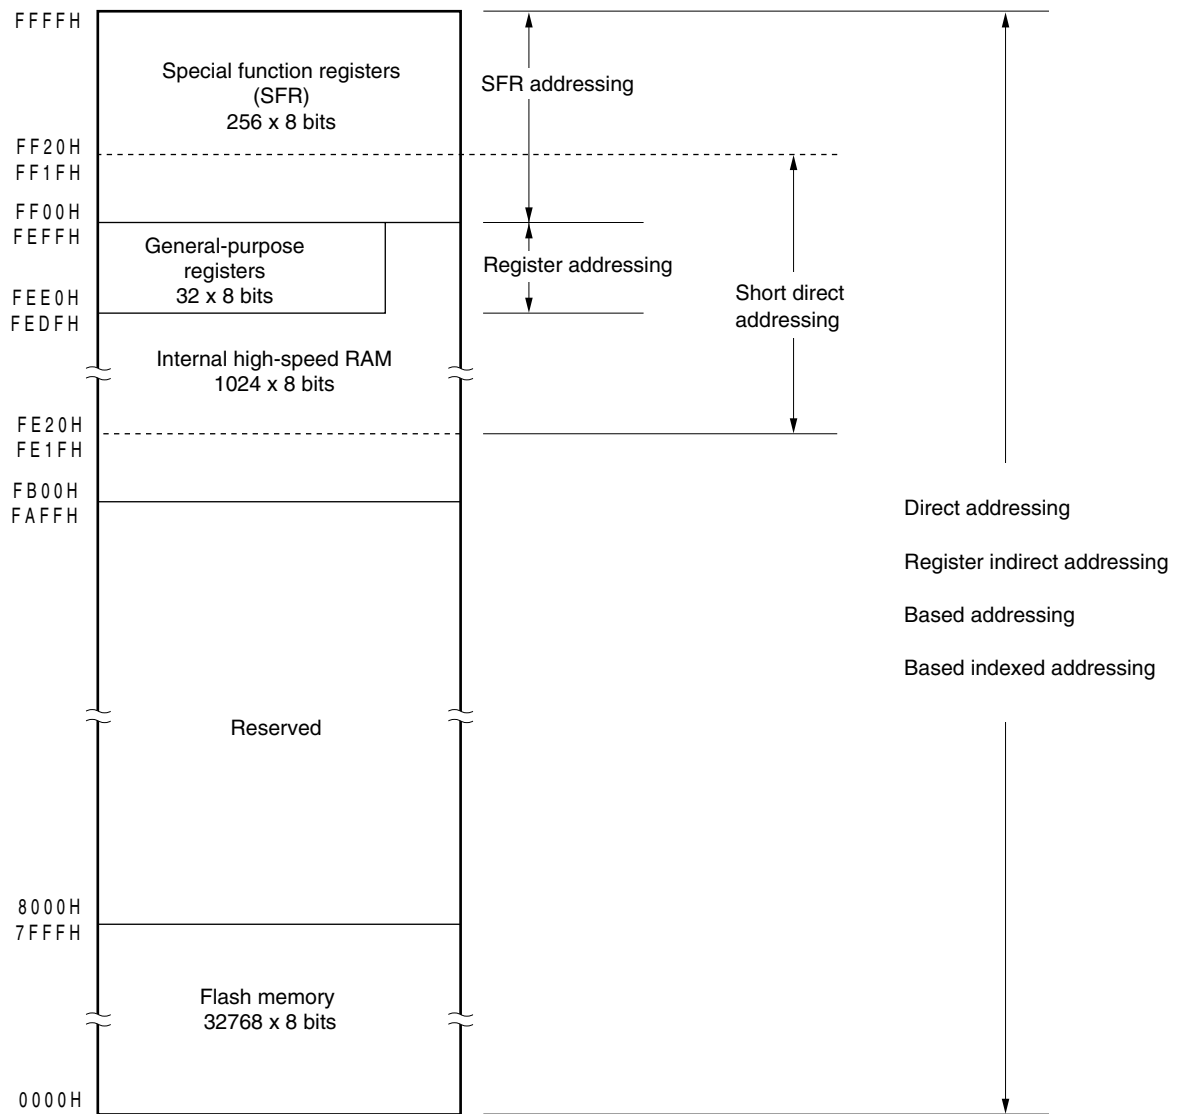 FFFFH
Special function registers
(SFR)
256 x 8 bits
SFR addressing
FF20H
FF1FH
FF00H
FEFFH
General-purpose
registers
32 x 8 bits
Register addressing
Short direct
addressing
FEE0H
FEDFH
Internal high-speed RAM
1024 x 8 bits
FE20H
FE1FH
FB00H
FAFFH
Direct addressing
Register indirect addressing
Based addressing
Based indexed addressing
Reserved
8000H
7FFFH
Flash memory
32768 x 8 bits
0000H